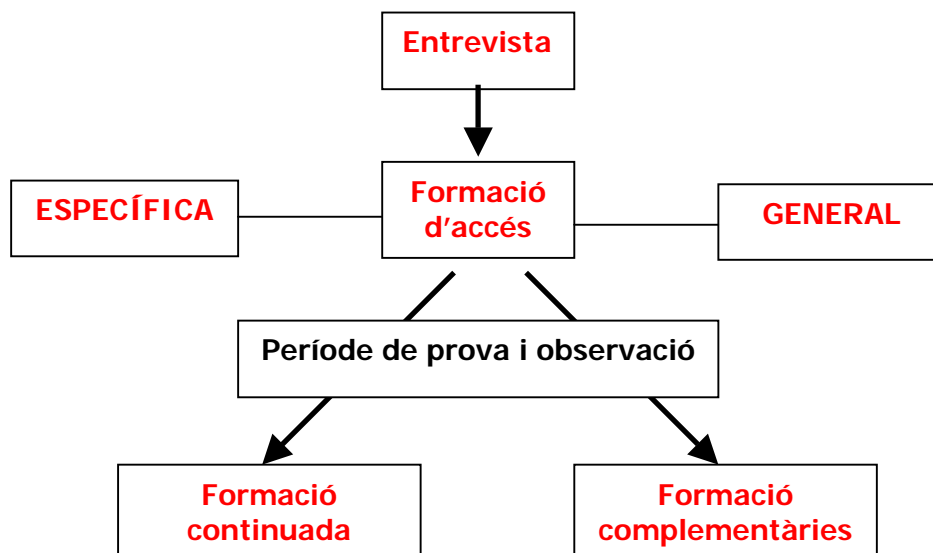 Entrevista
ESPECÍFICA
Formació
d'accés
GENERAL
Període de prova i observació
Formació
continuada
Formació
complementàries